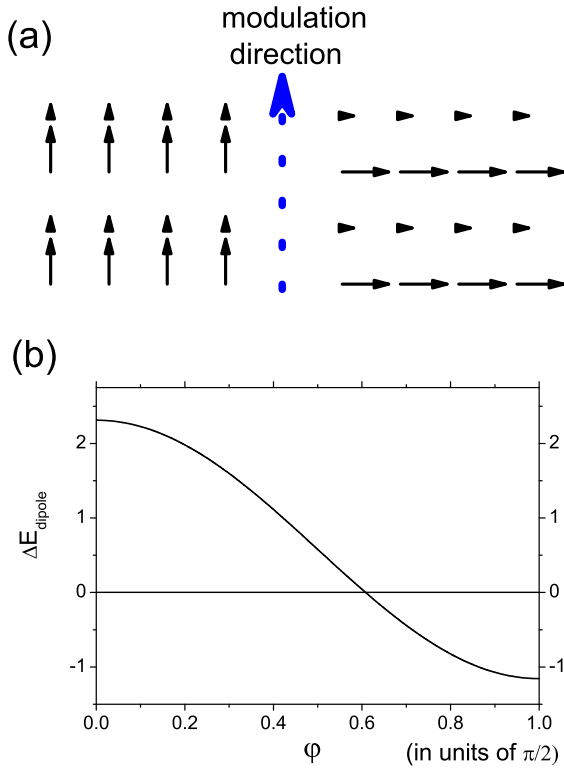 (a)
modulation
direction
(b)
2
1
0
-1
2
1
0
-1
ΔE_dipole
0.0 0.2 0.4 0.6 0.8 1.0
φ (in units of π/2)